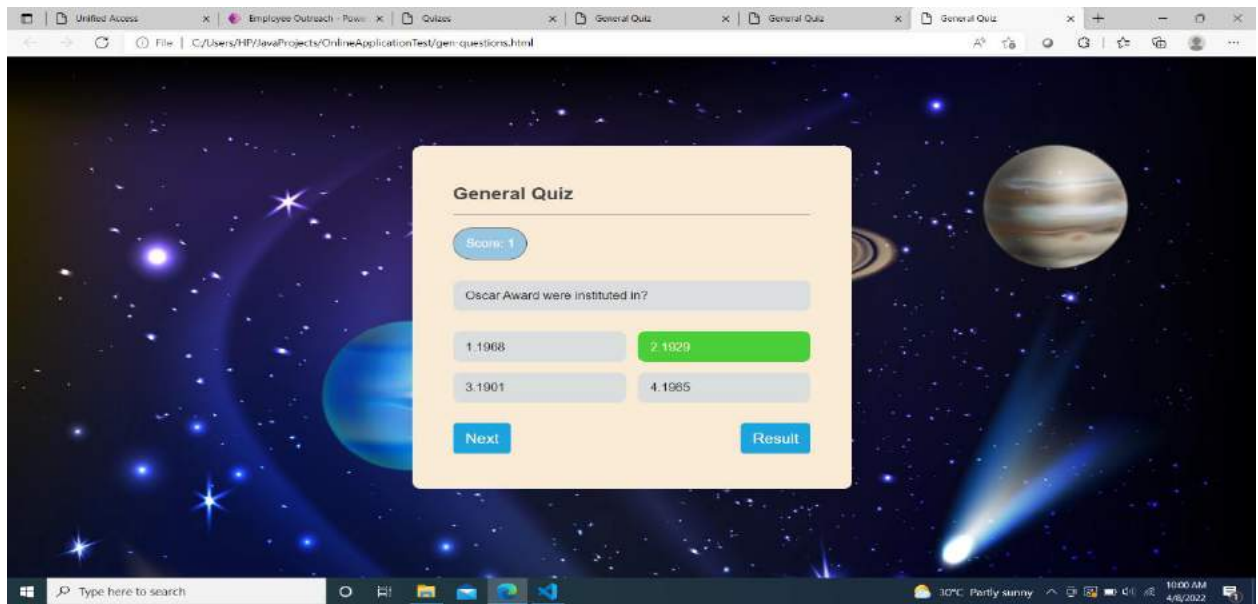 Unified Access
Employee Outreach - Powe
Quizes
General Quiz
General Quiz
General Quiz
File | C:/Users/HP/JavaProjects/OnlineApplicationTest/gen-questions.html
General Quiz
Score: 1
Oscar Award were instituted in?
1.1968
2.1929
3.1901
4.1985
Next
Result
Type here to search
30°C Partly sunny
10:00 AM
4/8/2022